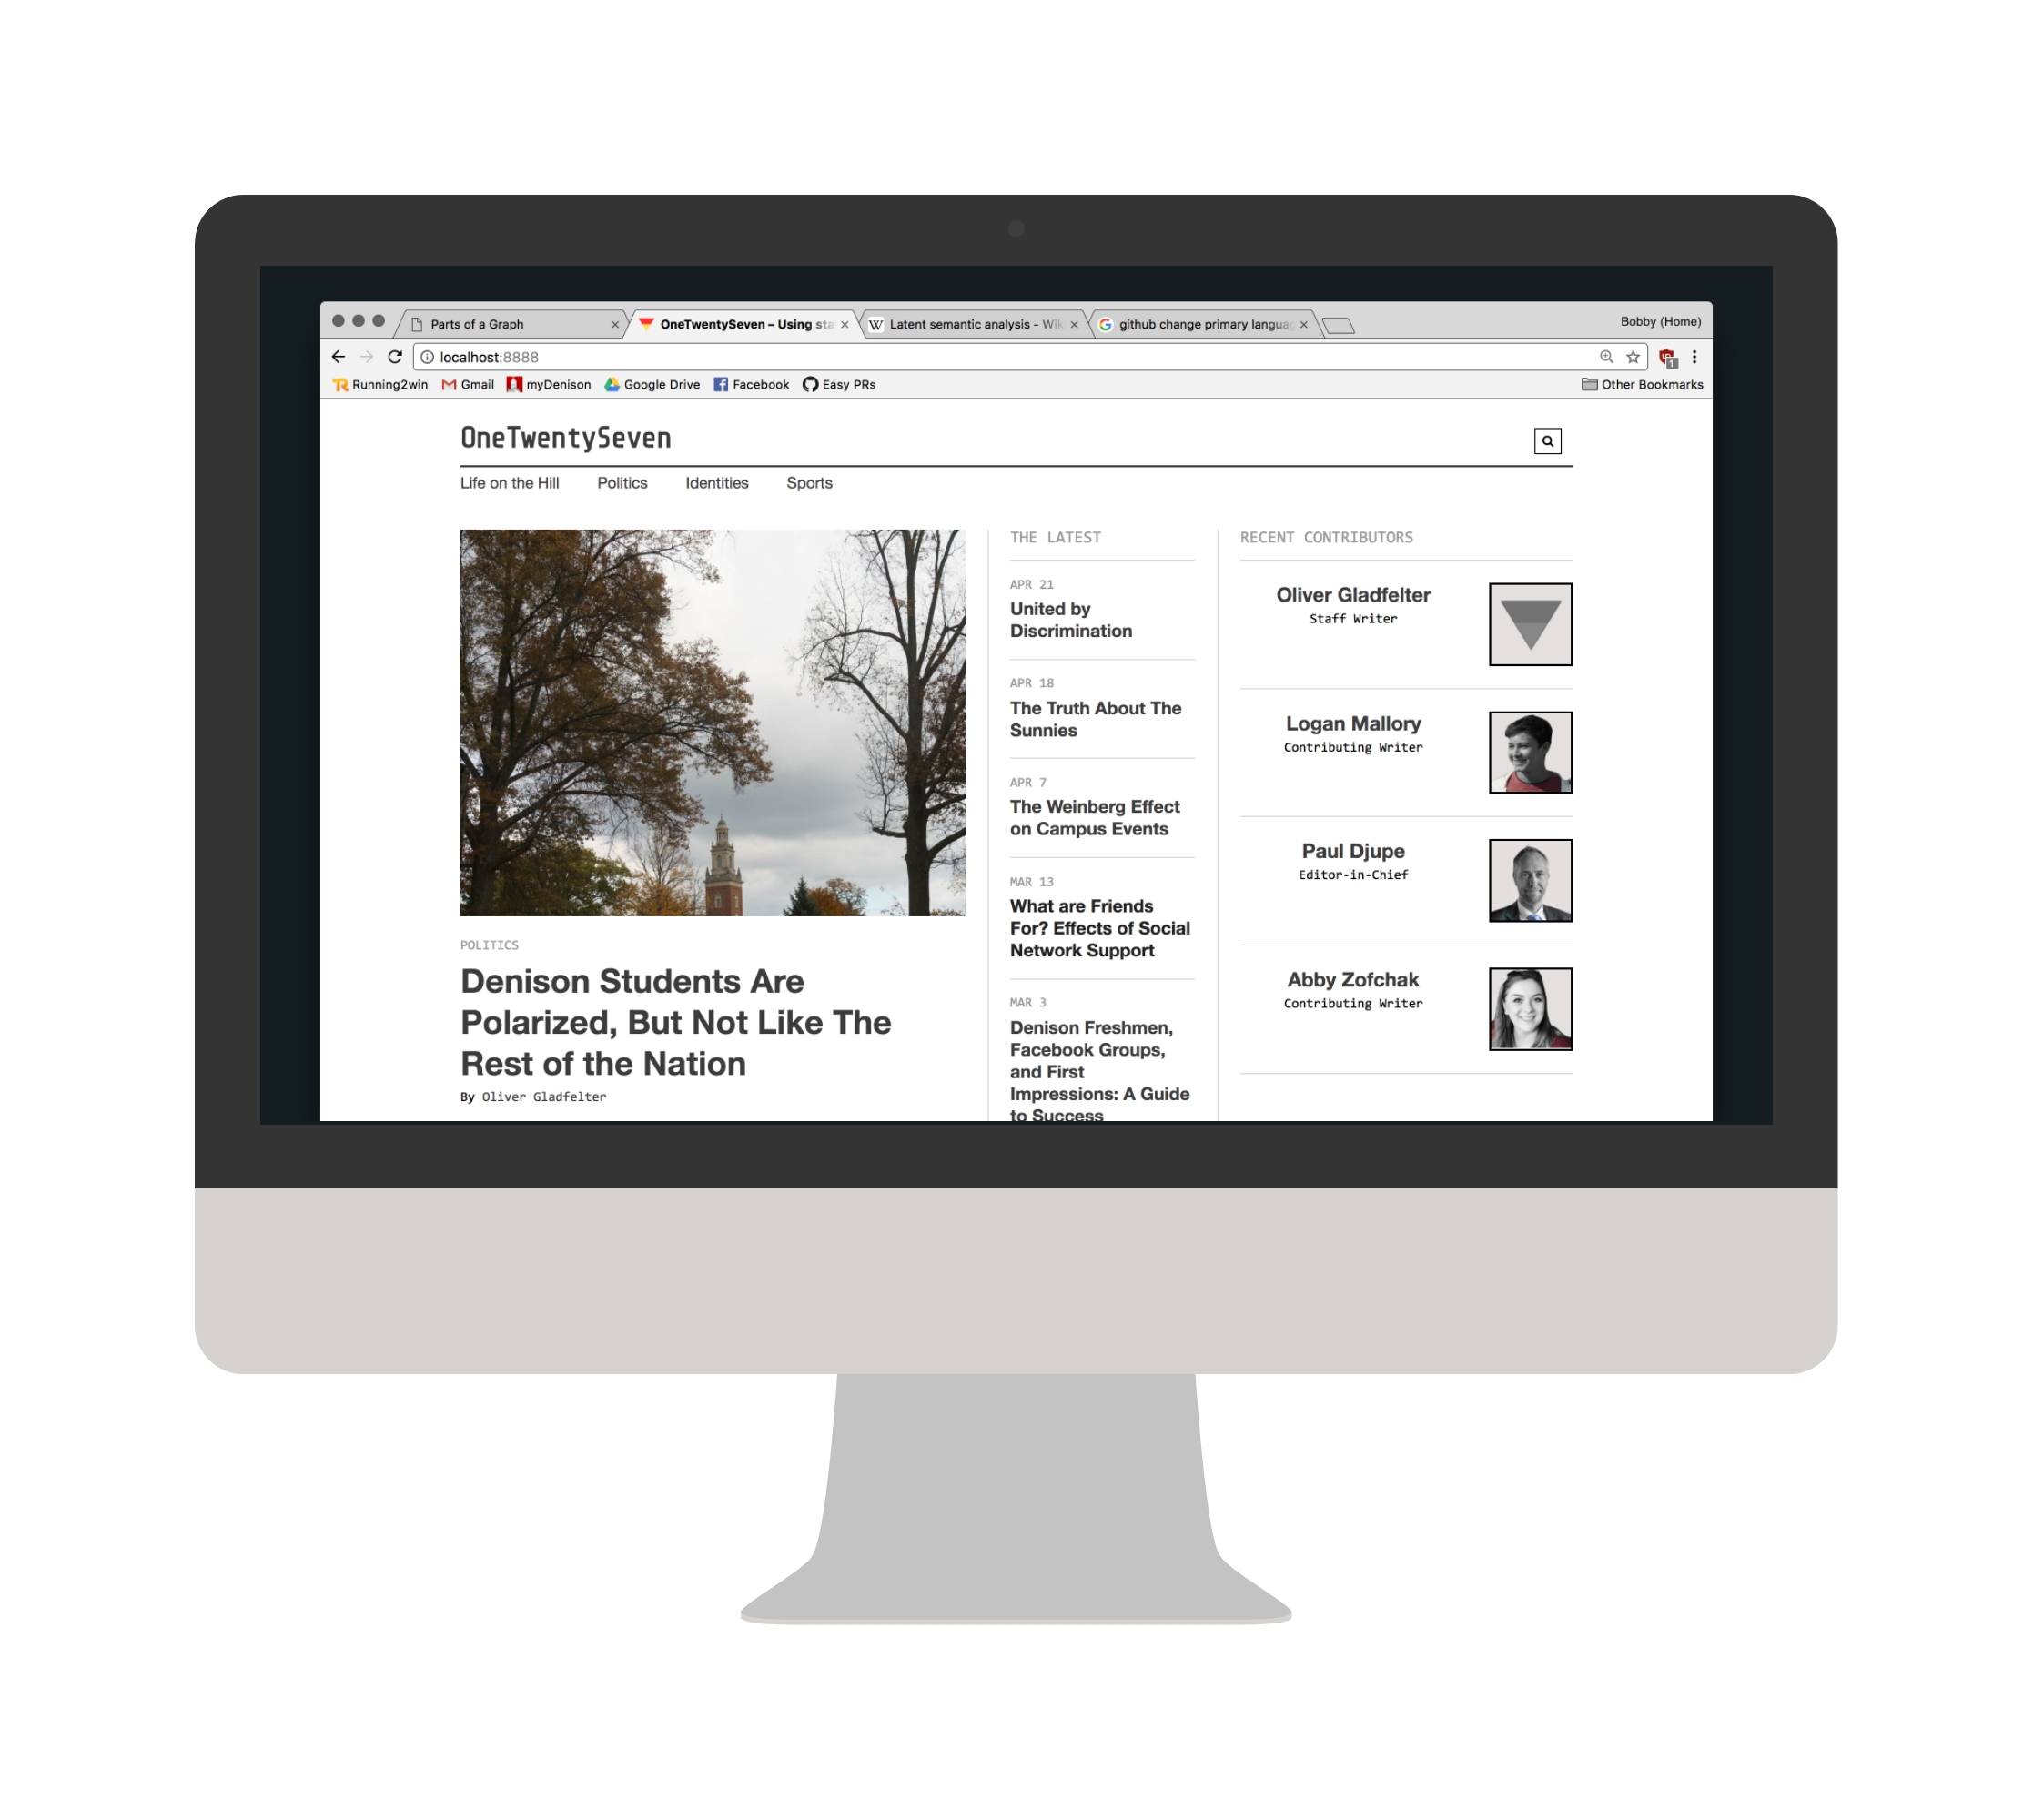 Parts of a Graph
OneTwentySeven – Using sta
Latent semantic analysis - Wik
github change primary languag
Bobby (Home)
localhost:8888
Running2win
Gmail
myDenison
Google Drive
Facebook
Easy PRs
Other Bookmarks
OneTwentySeven
Life on the Hill
Politics
Identities
Sports
POLITICS
Denison Students Are
Polarized, But Not Like The
Rest of the Nation
By Oliver Gladfelter
THE LATEST
APR 21
United by
Discrimination
APR 18
The Truth About The
Sunnies
APR 7
The Weinberg Effect
on Campus Events
MAR 13
What are Friends
For? Effects of Social
Network Support
MAR 3
Denison Freshmen,
Facebook Groups,
and First
Impressions: A Guide
to Success
RECENT CONTRIBUTORS
Oliver Gladfelter
Staff Writer
Logan Mallory
Contributing Writer
Paul Djupe
Editor-in-Chief
Abby Zofchak
Contributing Writer